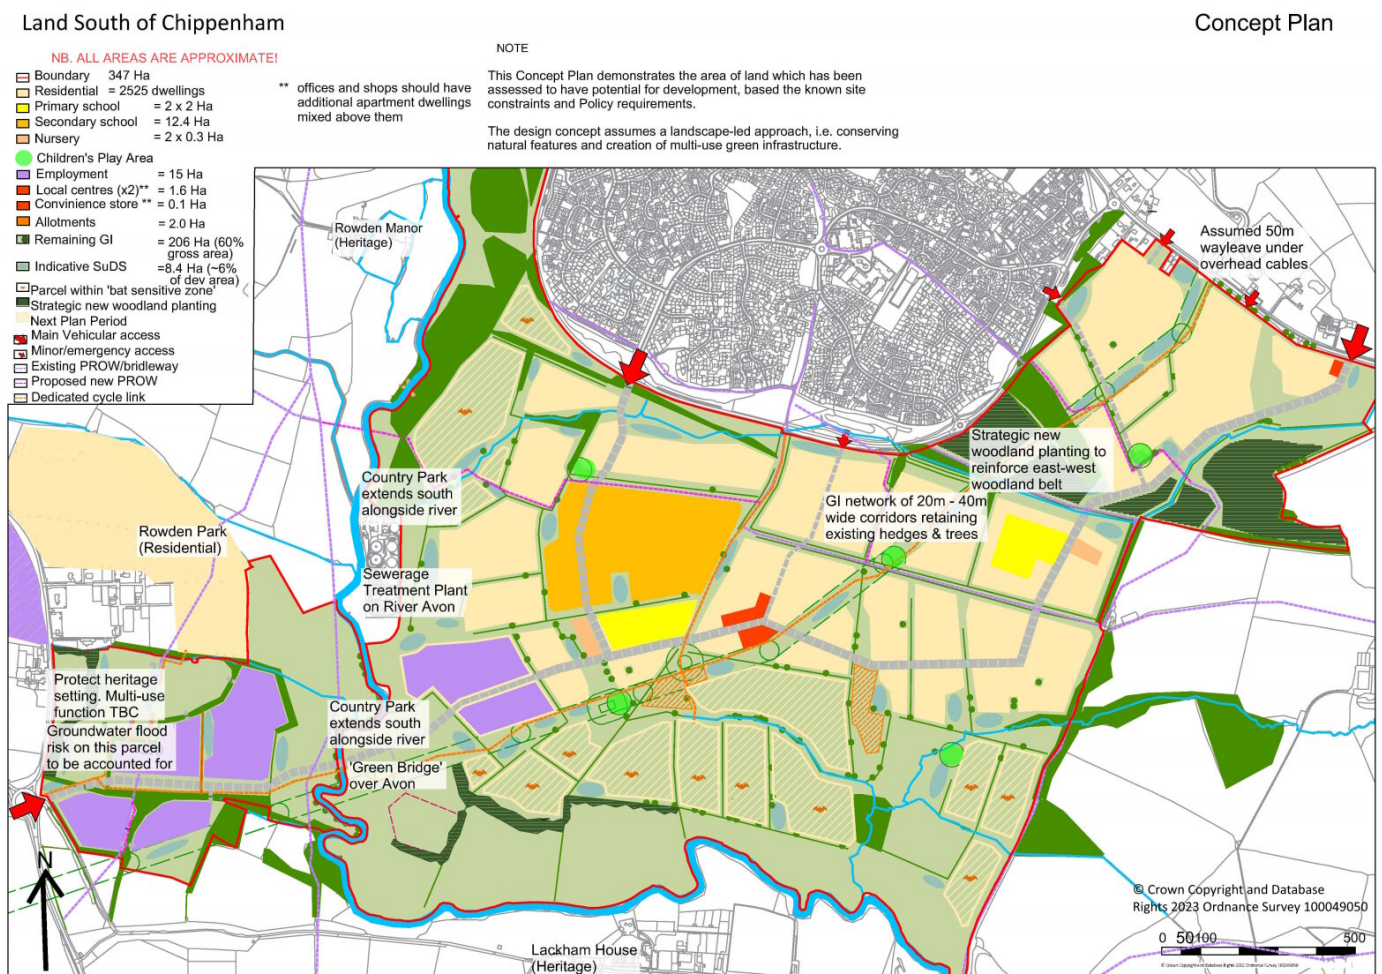 Land South of Chippenham
Concept Plan
NB. ALL AREAS ARE APPROXIMATE!
Boundary 347 Ha
Residential = 2525 dwellings
Primary school = 2 x 2 Ha
Secondary school = 12.4 Ha
Nursery = 2 x 0.3 Ha
Children's Play Area
Employment = 15 Ha
Local centres (x2)** = 1.6 Ha
Convinience store ** = 0.1 Ha
Allotments = 2.0 Ha
Remaining GI = 206 Ha (60%
gross area)
Indicative SuDS =8.4 Ha (~6%
of dev area)
Parcel within 'bat sensitive zone'
Strategic new woodland planting
Next Plan Period
Main Vehicular access
Minor/emergency access
Existing PROW/bridleway
Proposed new PROW
Dedicated cycle link
** offices and shops should have
additional apartment dwellings
mixed above them
NOTE
This Concept Plan demonstrates the area of land which has been
assessed to have potential for development, based the known site
constraints and Policy requirements.
The design concept assumes a landscape-led approach, i.e. conserving
natural features and creation of multi-use green infrastructure.
Rowden Manor
(Heritage)
Assumed 50m
wayleave under
overhead cables
Strategic new
woodland planting to
reinforce east-west
woodland belt
Country Park
extends south
alongside river
GI network of 20m - 40m
wide corridors retaining
existing hedges & trees
Rowden Park
(Residential)
Sewerage
Treatment Plant
on River Avon
Protect heritage
setting. Multi-use
function TBC
Groundwater flood
risk on this parcel
to be accounted for
Country Park
extends south
alongside river
'Green Bridge'
over Avon
N
Lackham House
(Heritage)
© Crown Copyright and Database
Rights 2023 Ordnance Survey 100049050
0 50 100 500